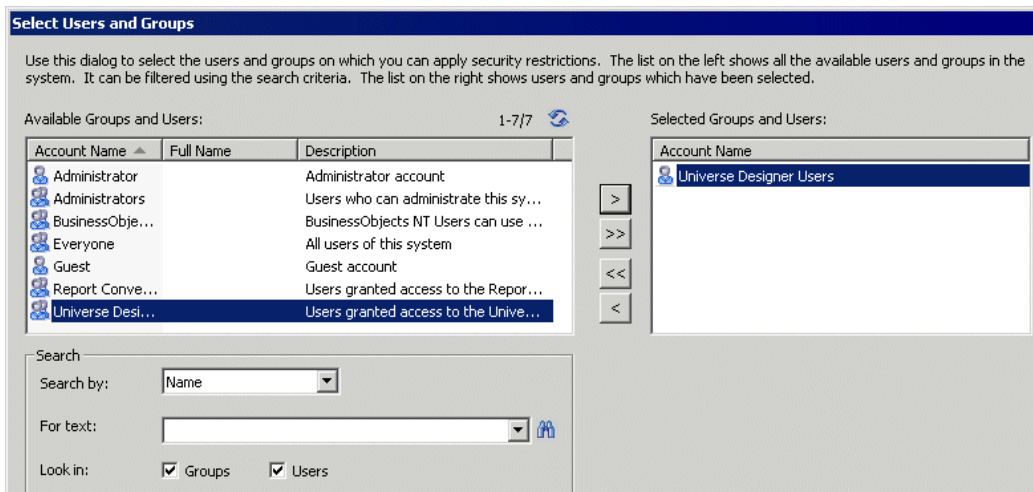 Select Users and Groups
Use this dialog to select the users and groups on which you can apply security restrictions. The list on the left shows all the available users and groups in the
system. It can be filtered using the search criteria. The list on the right shows users and groups which have been selected.
Available Groups and Users: 1-7/7 Selected Groups and Users:
Account Name Full Name Description Account Name
Administrator Administrator account Universe Designer Users
Administrators Users who can administrate this sy...
BusinessObje... BusinessObjects NT Users can use ...
Everyone All users of this system
Guest Guest account
Report Conve... Users granted access to the Repor...
Universe Desi... Users granted access to the Unive...
>
>>
<<
<
Search
Search by: Name
For text:
Look in: Groups Users